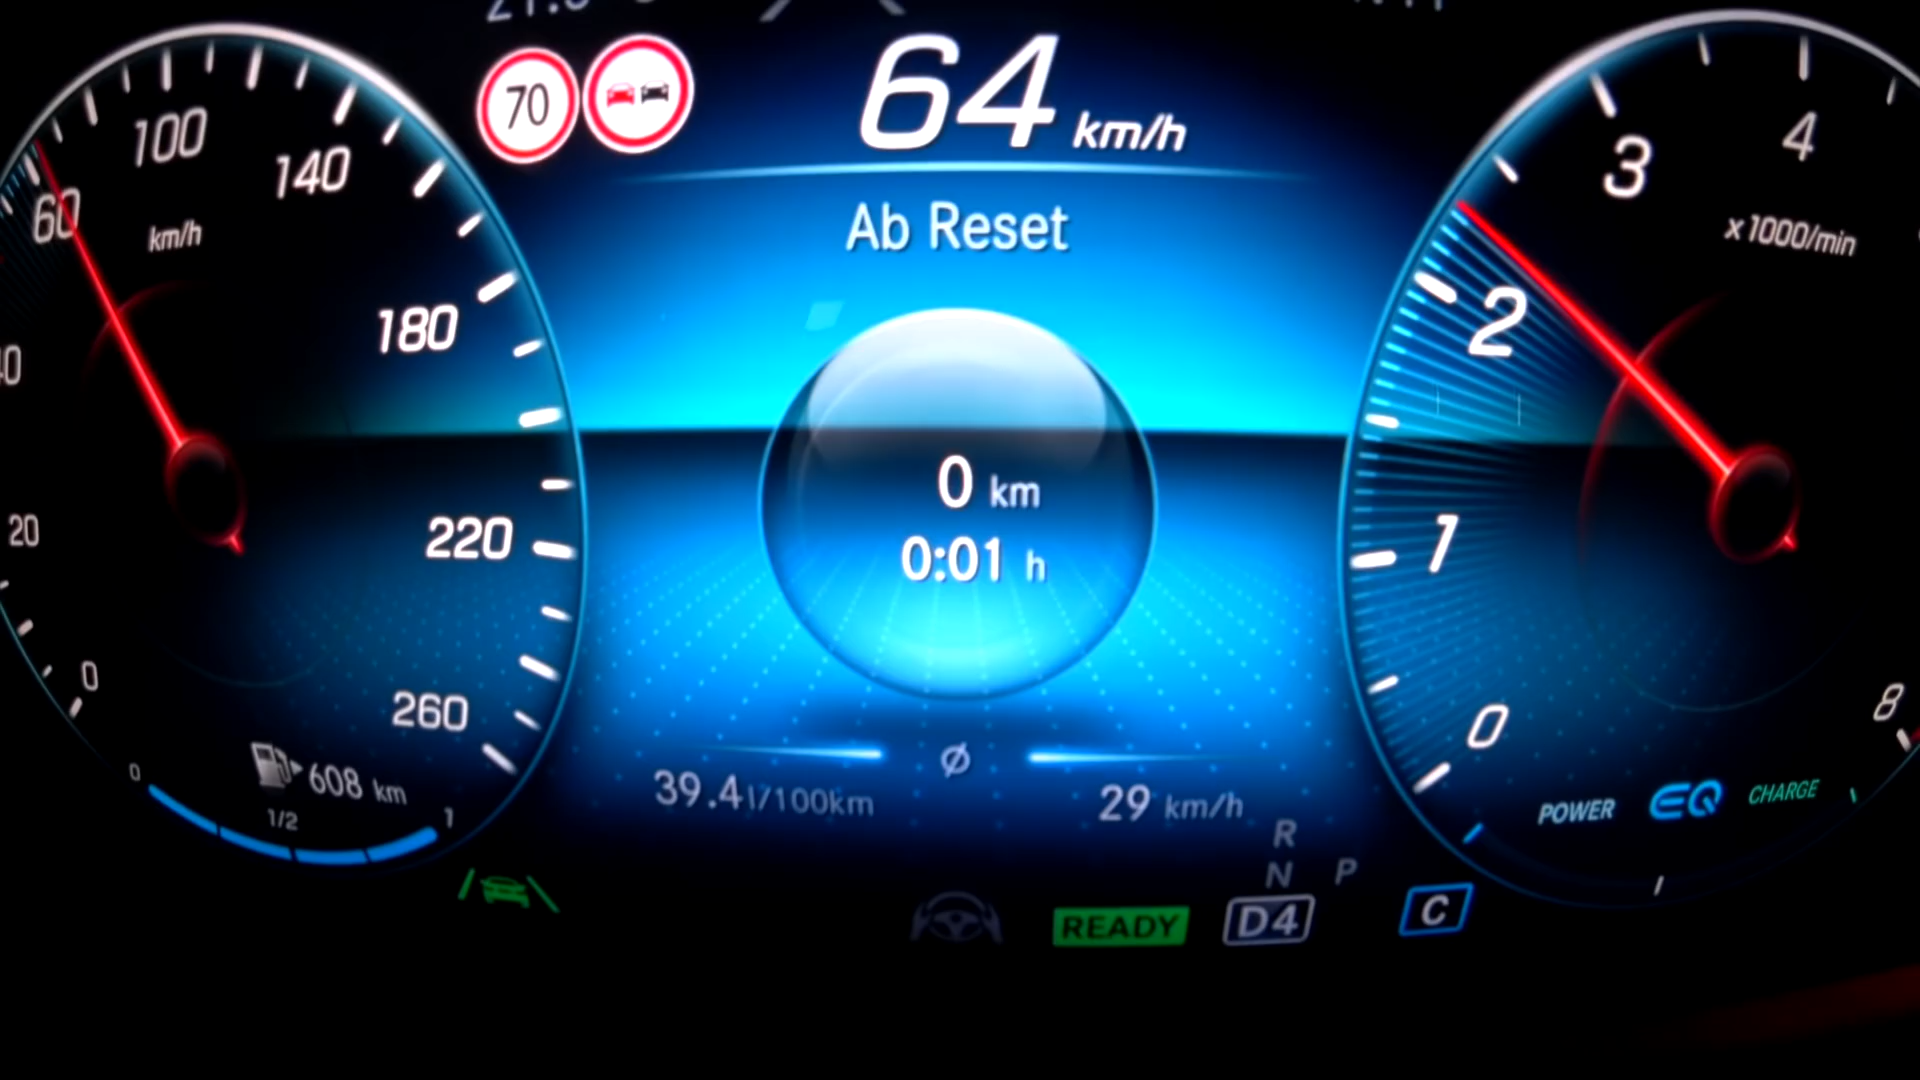 70
64 km/h
Ab Reset
0 km
0:01 h
Ø
39.4 l/100km
29 km/h
0
20
60
100
140
180
220
260
km/h
608 km
0
1/2
1
0
1
2
3
4
8
x1000/min
POWER
EQ
CHARGE
R
N
P
READY
D4
C